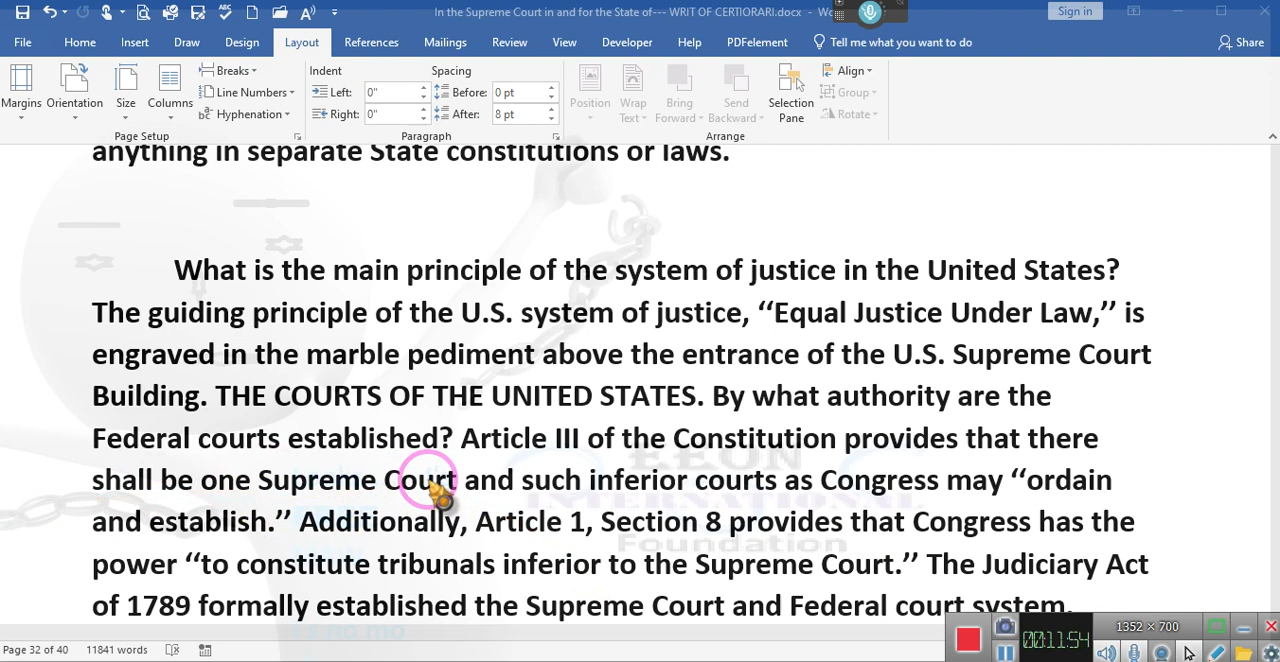 In the Supreme Court in and for the State of--- WRIT OF CERTIORARI.docx - Wo
Sign in
File Home Insert Draw Design Layout References Mailings Review View Developer Help PDFelement Tell me what you want to do Share
Margins Orientation Size Columns
Breaks
Line Numbers
Hyphenation
Page Setup
Indent Spacing
Left: 0" Before: 0 pt
Right: 0" After: 8 pt
Paragraph
Position Wrap Text Bring Forward Send Backward Selection Pane
Align
Group
Rotate
Arrange
anything in separate State constitutions or laws.
What is the main principle of the system of justice in the United States?
The guiding principle of the U.S. system of justice, ‘‘Equal Justice Under Law,’’ is
engraved in the marble pediment above the entrance of the U.S. Supreme Court
Building. THE COURTS OF THE UNITED STATES. By what authority are the
Federal courts established? Article III of the Constitution provides that there
shall be one Supreme Court and such inferior courts as Congress may ‘‘ordain
and establish.’’ Additionally, Article 1, Section 8 provides that Congress has the
power ‘‘to constitute tribunals inferior to the Supreme Court.’’ The Judiciary Act
of 1789 formally established the Supreme Court and Federal court system.
EEON
INTERNATIONAL
Foundation
Page 32 of 40 11841 words
00:11:54
1352 × 700